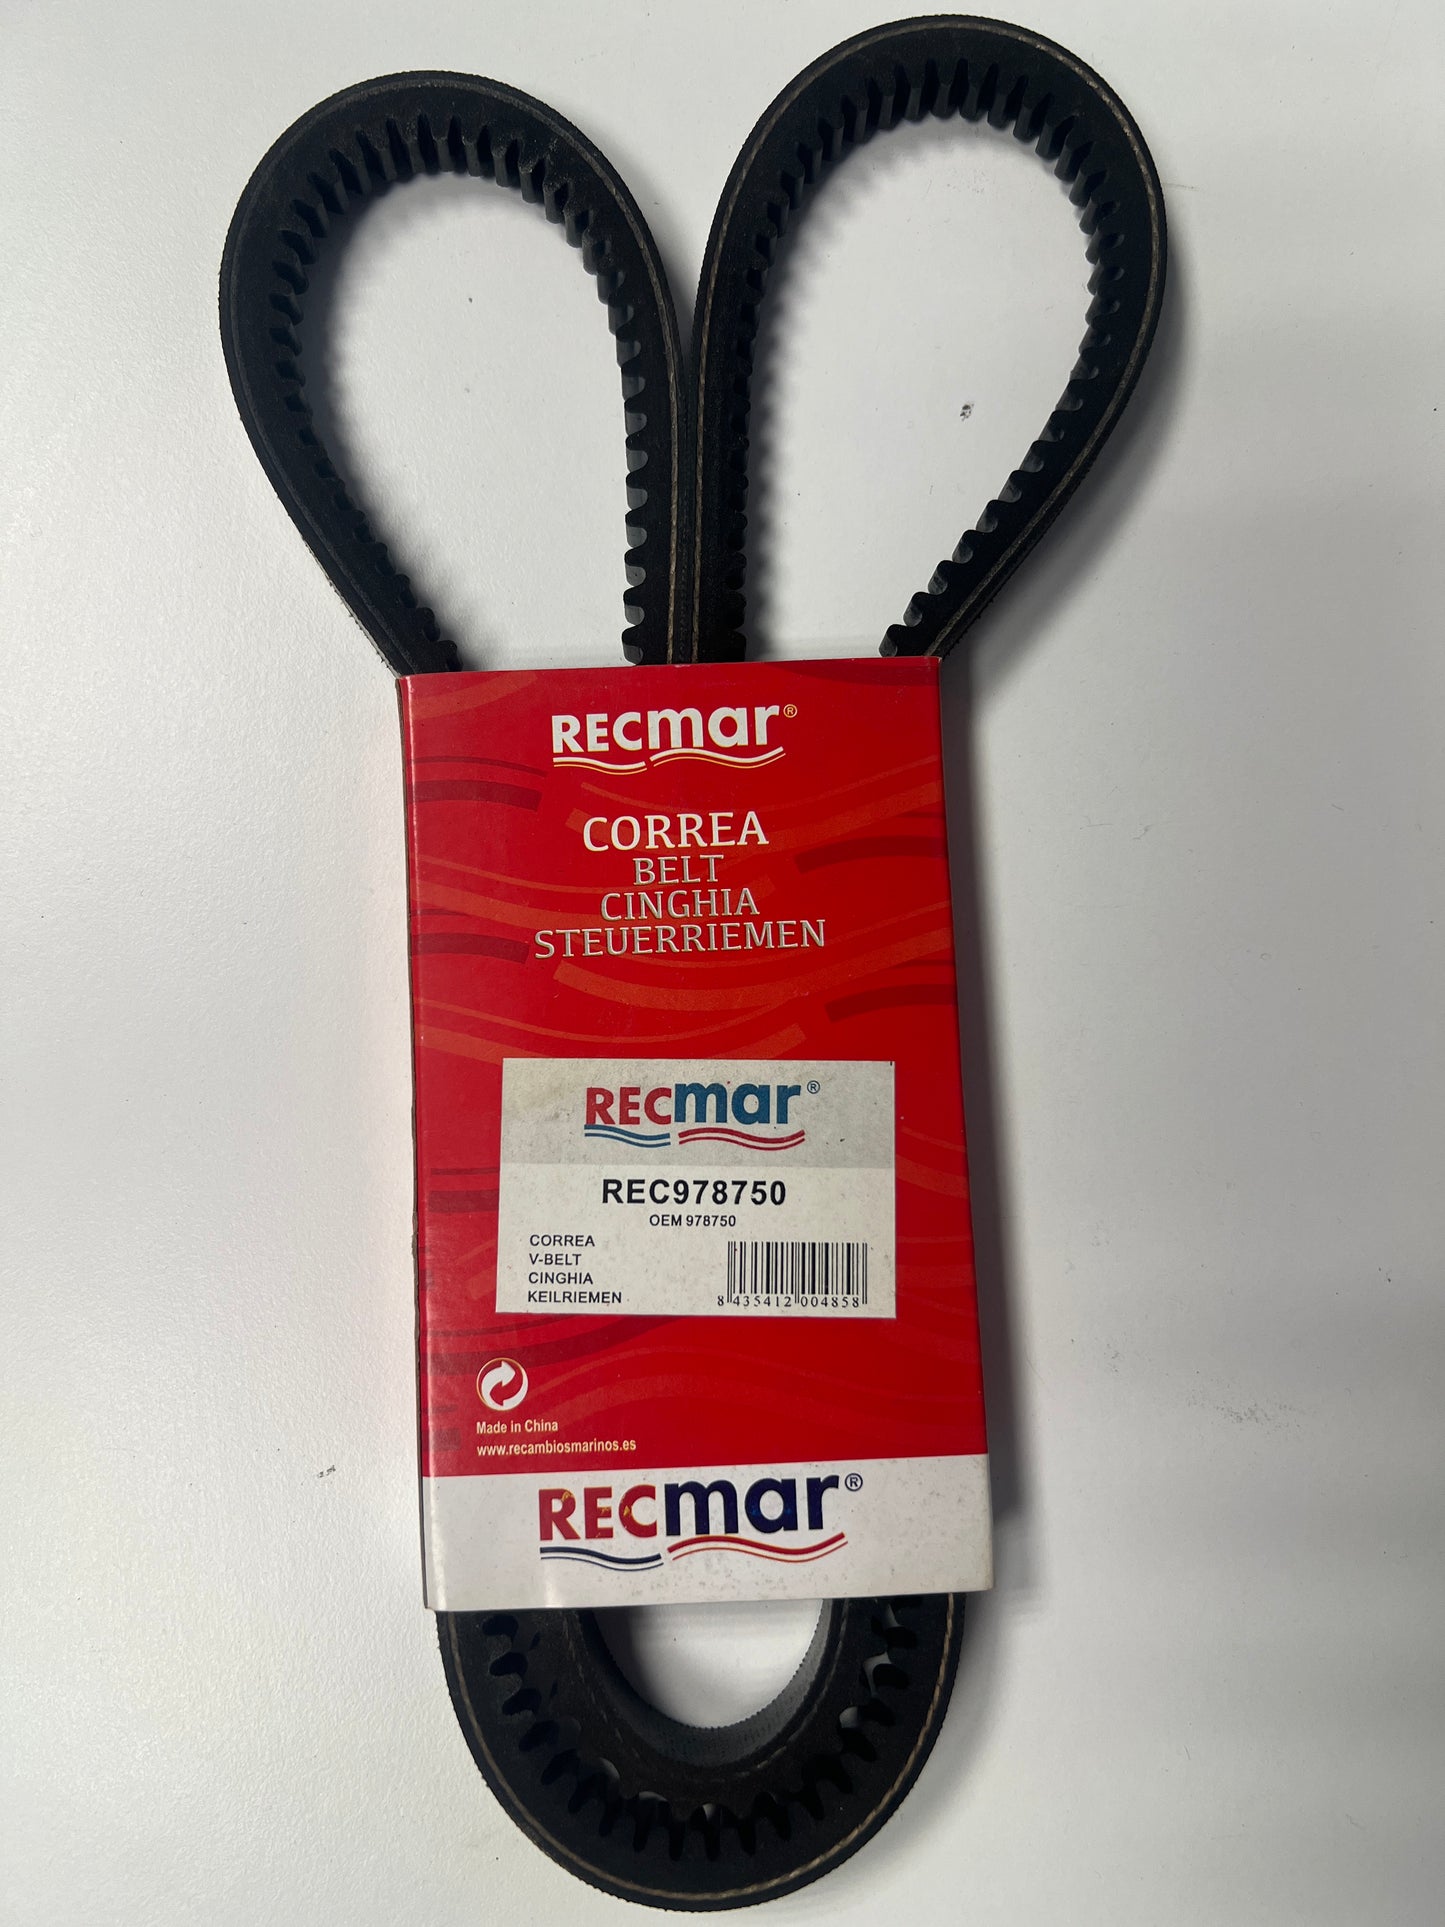 RECmar®
CORREA
BELT
CINGHIA
STEUERRIEMEN
RECmar®
REC978750
OEM 978750
CORREA
V-BELT
CINGHIA
KEILRIEMEN
8 435412 004858
Made in China
www.recambiosmarinos.es
RECmar®